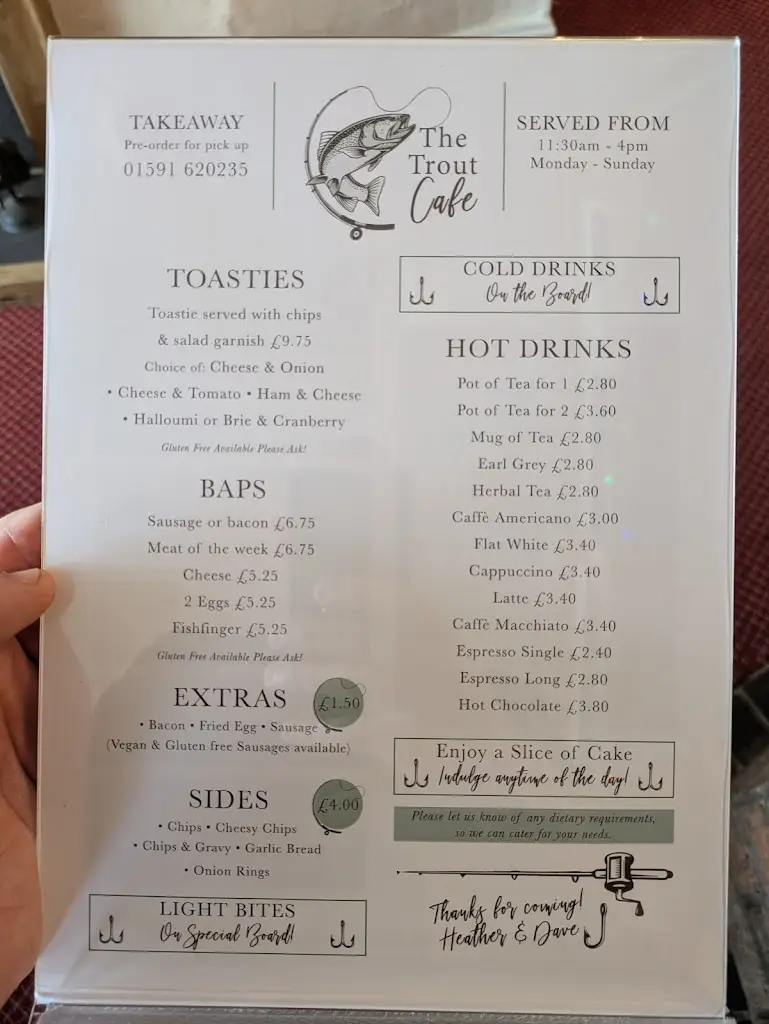 TAKEAWAY
Pre-order for pick up
01591 620235
The
Trout
Cafe
SERVED FROM
11:30am - 4pm
Monday - Sunday
TOASTIES
Toastie served with chips
& salad garnish £9.75
Choice of: Cheese & Onion
• Cheese & Tomato • Ham & Cheese
• Halloumi or Brie & Cranberry
Gluten Free Available Please Ask!
BAPS
Sausage or bacon £6.75
Meat of the week £6.75
Cheese £5.25
2 Eggs £5.25
Fishfinger £5.25
Gluten Free Available Please Ask!
EXTRAS £1.50
• Bacon • Fried Egg • Sausage
(Vegan & Gluten free Sausages available)
SIDES £4.00
• Chips • Cheesy Chips
• Chips & Gravy • Garlic Bread
• Onion Rings
LIGHT BITES
On Special Board!
COLD DRINKS
On the Board!
HOT DRINKS
Pot of Tea for 1 £2.80
Pot of Tea for 2 £3.60
Mug of Tea £2.80
Earl Grey £2.80
Herbal Tea £2.80
Caffè Americano £3.00
Flat White £3.40
Cappuccino £3.40
Latte £3.40
Caffè Macchiato £3.40
Espresso Single £2.40
Espresso Long £2.80
Hot Chocolate £3.80
Enjoy a Slice of Cake
Indulge anytime of the day!
Please let us know of any dietary requirements,
so we can cater for your needs.
Thanks for coming!
Heather & Dave